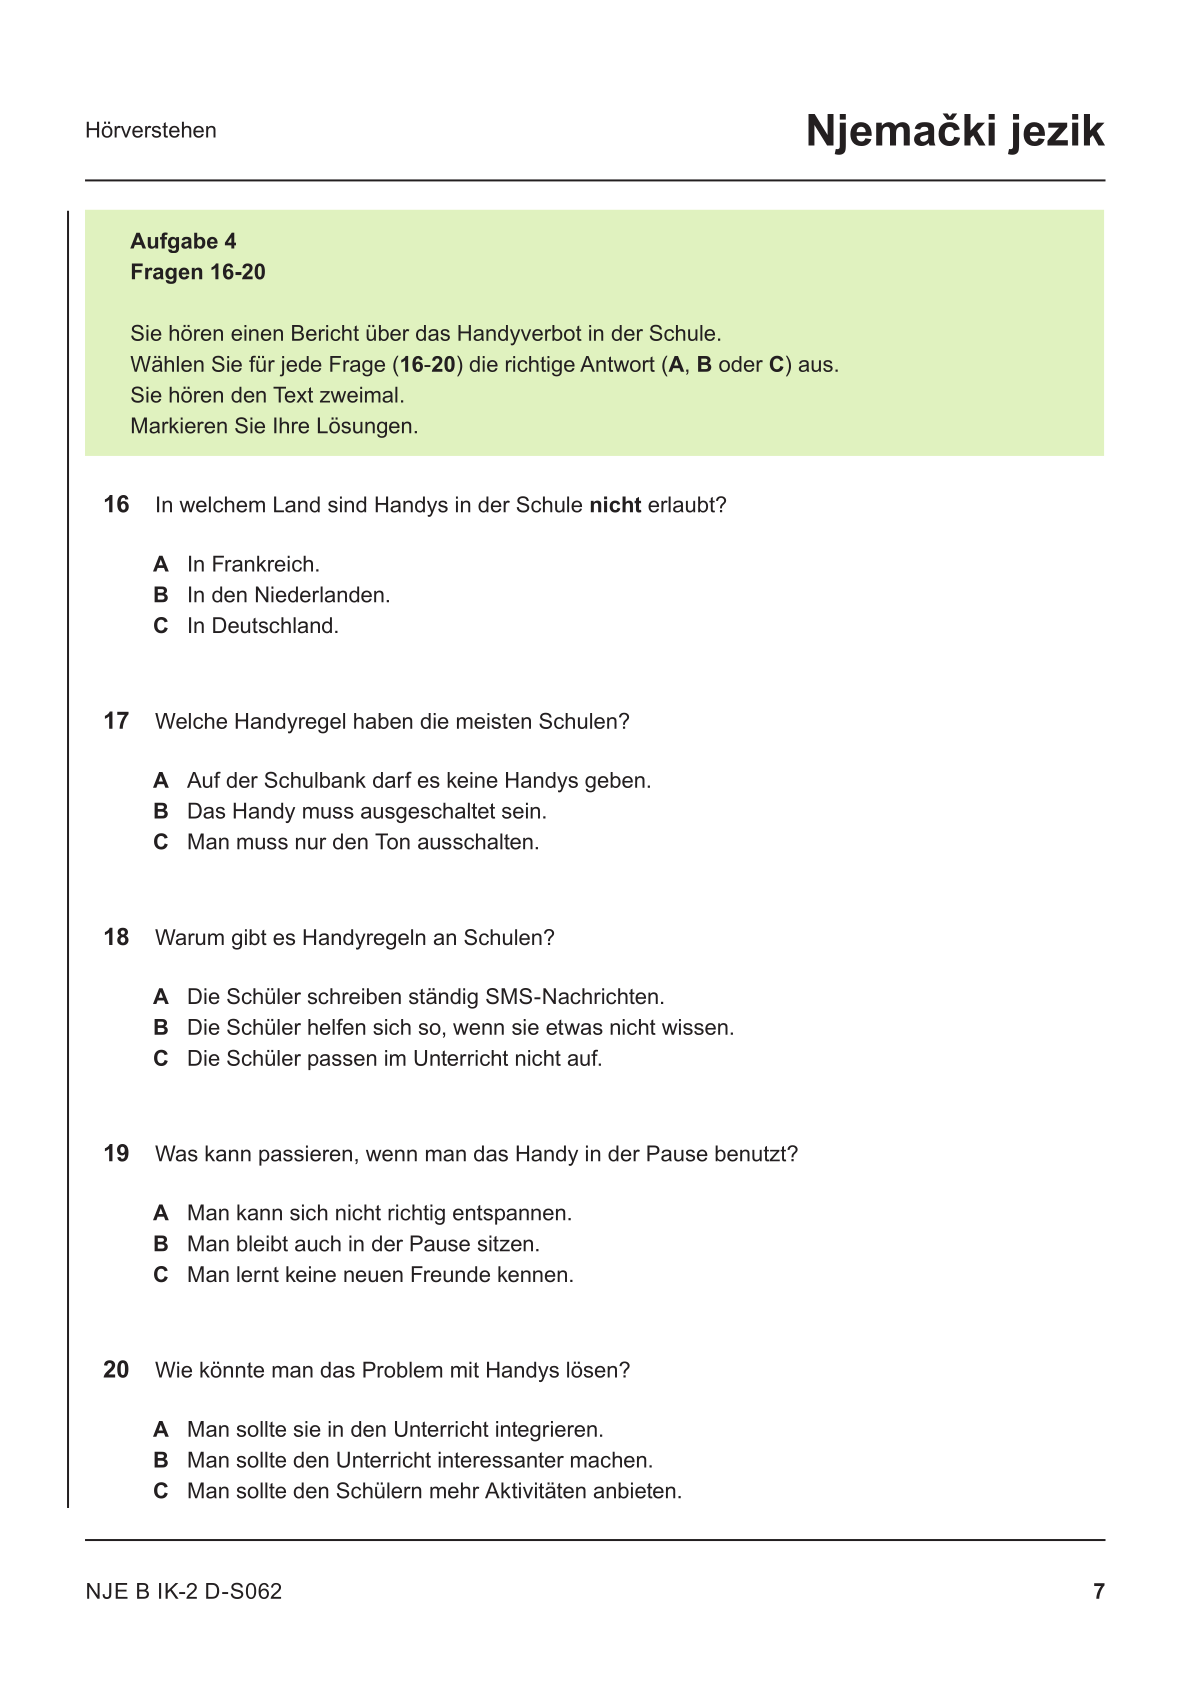 Hörverstehen
Njemački jezik
Aufgabe 4
Fragen 16-20
Sie hören einen Bericht über das Handyverbot in der Schule.
Wählen Sie für jede Frage (16-20) die richtige Antwort (A, B oder C) aus.
Sie hören den Text zweimal.
Markieren Sie Ihre Lösungen.
16 In welchem Land sind Handys in der Schule nicht erlaubt?
A In Frankreich.
B In den Niederlanden.
C In Deutschland.
17 Welche Handyregel haben die meisten Schulen?
A Auf der Schulbank darf es keine Handys geben.
B Das Handy muss ausgeschaltet sein.
C Man muss nur den Ton ausschalten.
18 Warum gibt es Handyregeln an Schulen?
A Die Schüler schreiben ständig SMS-Nachrichten.
B Die Schüler helfen sich so, wenn sie etwas nicht wissen.
C Die Schüler passen im Unterricht nicht auf.
19 Was kann passieren, wenn man das Handy in der Pause benutzt?
A Man kann sich nicht richtig entspannen.
B Man bleibt auch in der Pause sitzen.
C Man lernt keine neuen Freunde kennen.
20 Wie könnte man das Problem mit Handys lösen?
A Man sollte sie in den Unterricht integrieren.
B Man sollte den Unterricht interessanter machen.
C Man sollte den Schülern mehr Aktivitäten anbieten.
NJE B IK-2 D-S062
7